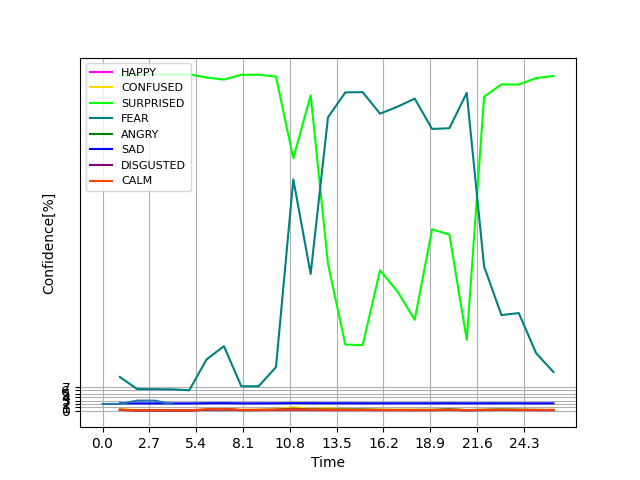 HAPPY
CONFUSED
SURPRISED
FEAR
ANGRY
SAD
DISGUSTED
CALM
Confidence[%]
0.0 2.7 5.4 8.1 10.8 13.5 16.2 18.9 21.6 24.3
Time